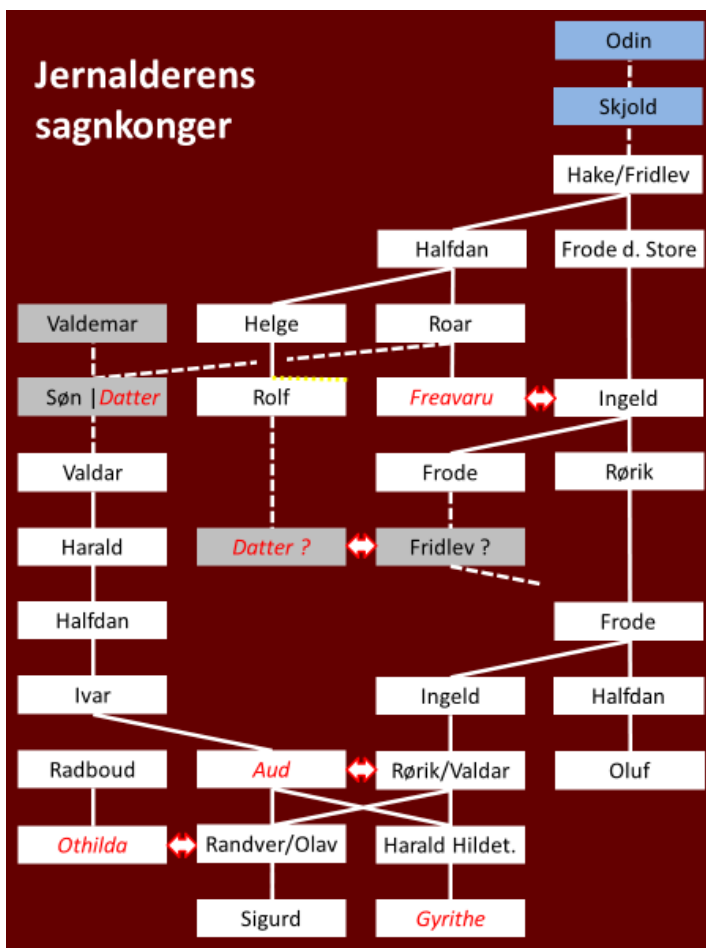 Jernalderens
sagnkonger
Odin
Skjold
Hake/Fridlev
Halfdan
Frode d. Store
Valdemar
Helge
Roar
Søn | Datter
Rolf
Freavaru
Ingeld
Valdar
Frode
Rørik
Harald
Datter ?
Fridlev ?
Halfdan
Frode
Ivar
Ingeld
Halfdan
Radboud
Aud
Rørik/Valdar
Oluf
Othilda
Randver/Olav
Harald Hildet.
Sigurd
Gyrithe